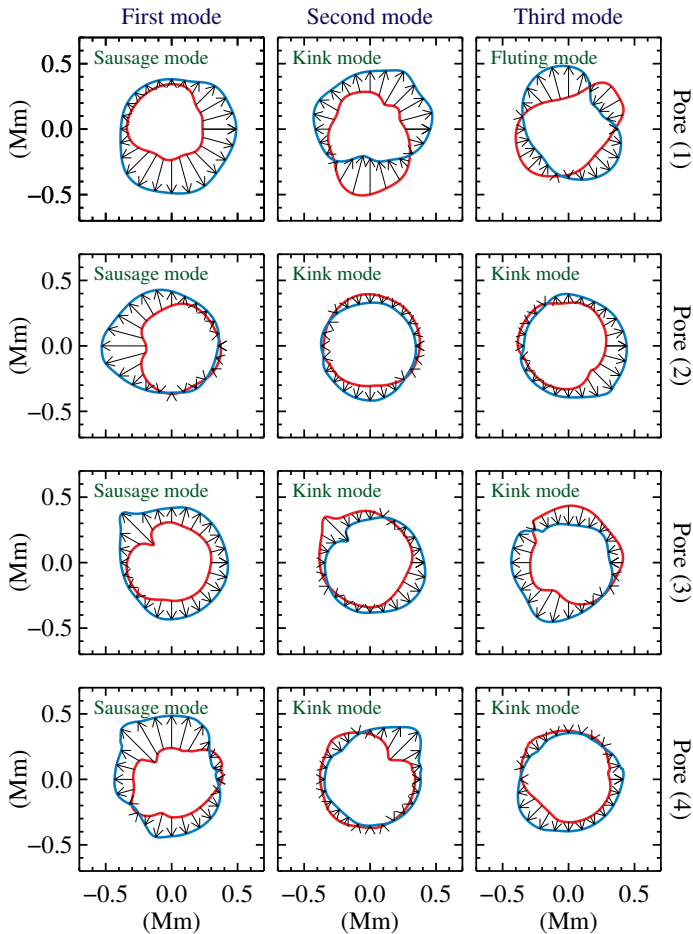 First mode Second mode Third mode
Sausage mode Kink mode Fluting mode
0.5
0.0
−0.5
(Mm)
Pore (1)
Sausage mode Kink mode Kink mode
0.5
0.0
−0.5
(Mm)
Pore (2)
Sausage mode Kink mode Kink mode
0.5
0.0
−0.5
(Mm)
Pore (3)
Sausage mode Kink mode Kink mode
0.5
0.0
−0.5
(Mm)
Pore (4)
−0.5 0.0 0.5 −0.5 0.0 0.5 −0.5 0.0 0.5
(Mm) (Mm) (Mm)